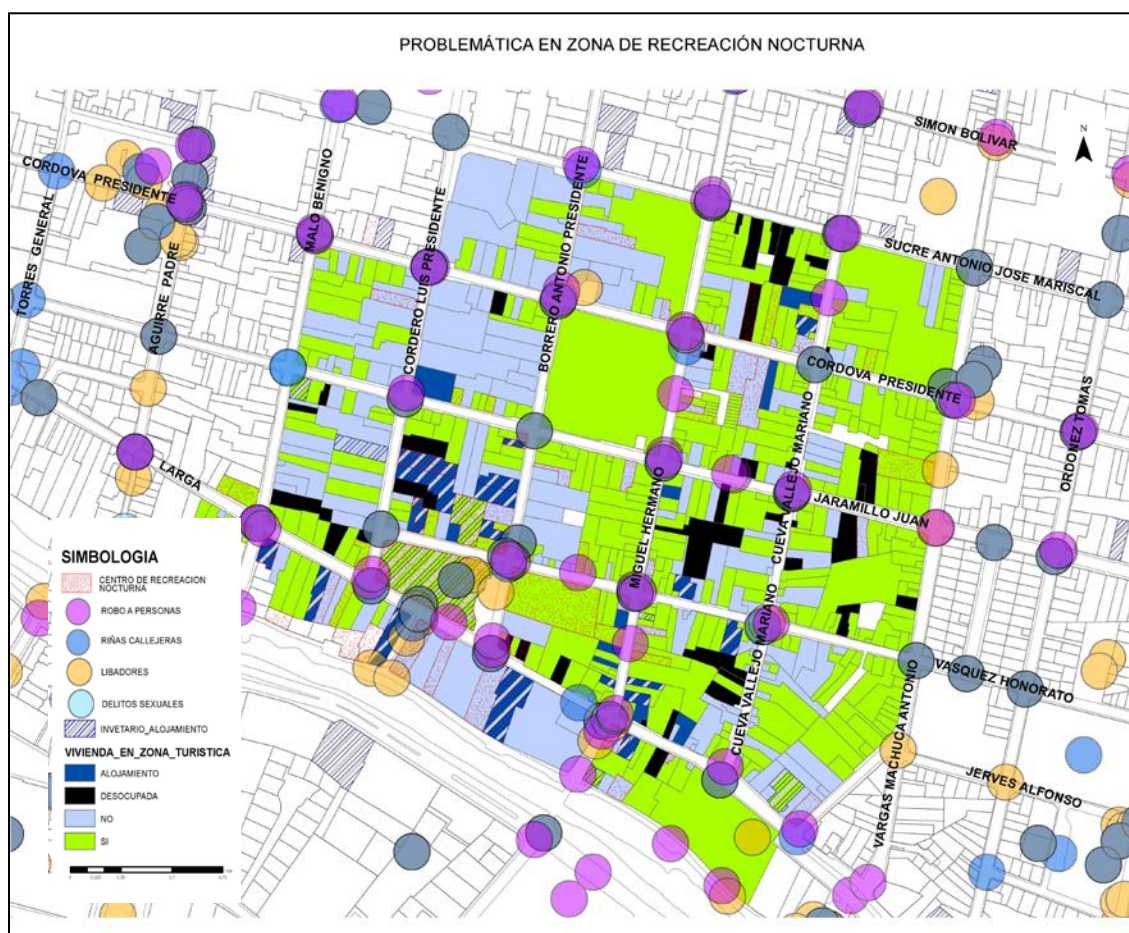 PROBLEMÁTICA EN ZONA DE RECREACIÓN NOCTURNA
N
SIMON BOLIVAR
CORDOVA PRESIDENTE
TORRES GENERAL
AGUIRRE PADRE
MALO BENIGNO
CORDERO LUIS PRESIDENTE
BORRERO ANTONIO PRESIDENTE
SUCRE ANTONIO JOSE MARISCAL
CORDOVA PRESIDENTE
ORDONEZ TOMAS
LARGA
MIGUEL HERMANO
CUEVA VALLEJO MARIANO
JARAMILLO JUAN
CUEVA VALLEJO MARIANO
VARGAS MACHUCA ANTONIO
VASQUEZ HONORATO
JERVES ALFONSO
SIMBOLOGIA
CENTRO DE RECREACION
NOCTURNA
ROBO A PERSONAS
RIÑAS CALLEJERAS
LIBADORES
DELITOS SEXUALES
INVETARIO_ALOJAMIENTO
VIVIENDA_EN_ZONA_TURISTICA
ALOJAMIENTO
DESOCUPADA
NO
SI